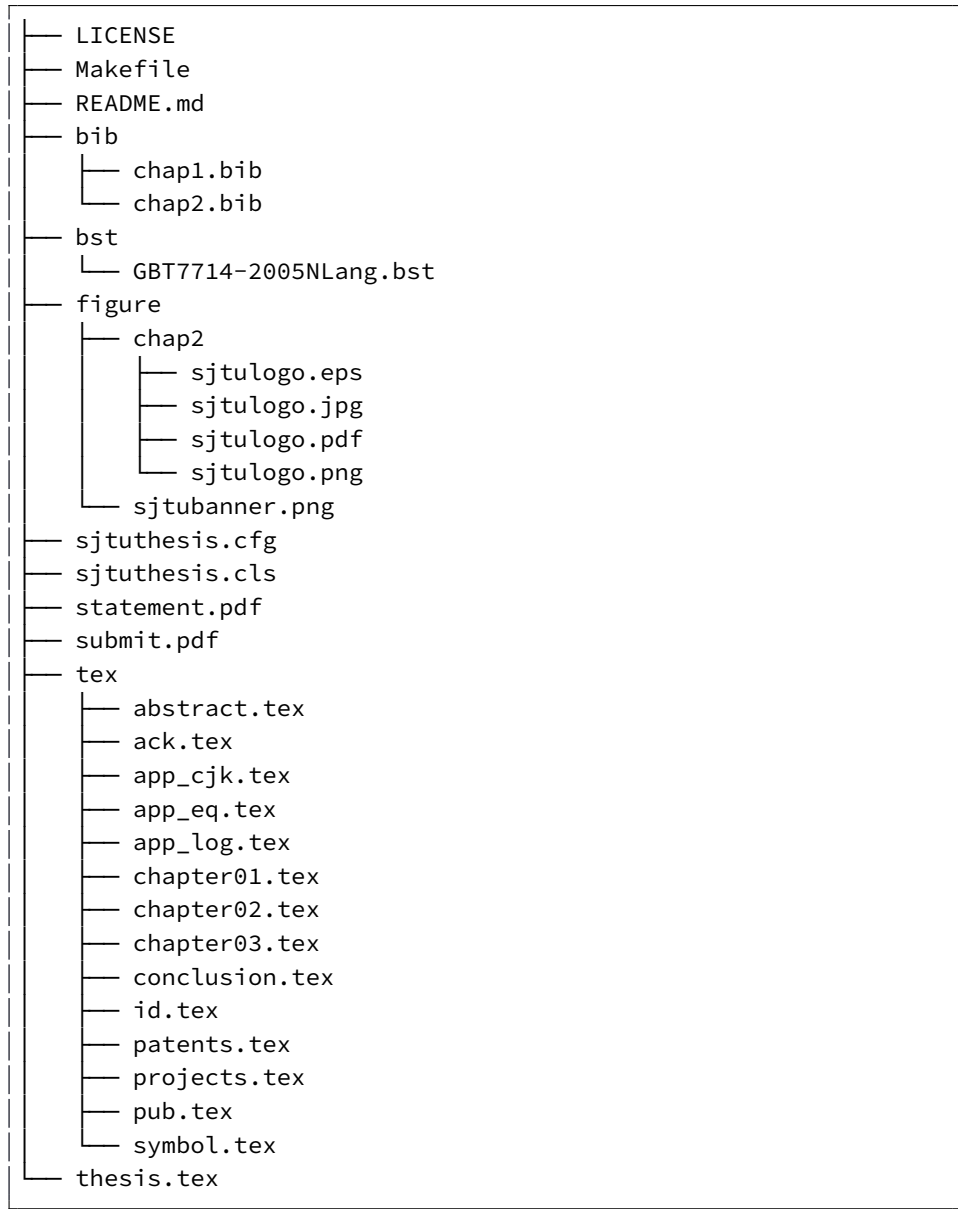 ├── LICENSE
├── Makefile
├── README.md
├── bib
│   ├── chap1.bib
│   └── chap2.bib
├── bst
│   └── GBT7714-2005NLang.bst
├── figure
│   ├── chap2
│   │   ├── sjtulogo.eps
│   │   ├── sjtulogo.jpg
│   │   ├── sjtulogo.pdf
│   │   └── sjtulogo.png
│   └── sjtubanner.png
├── sjtuthesis.cfg
├── sjtuthesis.cls
├── statement.pdf
├── submit.pdf
├── tex
│   ├── abstract.tex
│   ├── ack.tex
│   ├── app_cjk.tex
│   ├── app_eq.tex
│   ├── app_log.tex
│   ├── chapter01.tex
│   ├── chapter02.tex
│   ├── chapter03.tex
│   ├── conclusion.tex
│   ├── id.tex
│   ├── patents.tex
│   ├── projects.tex
│   ├── pub.tex
│   └── symbol.tex
└── thesis.tex